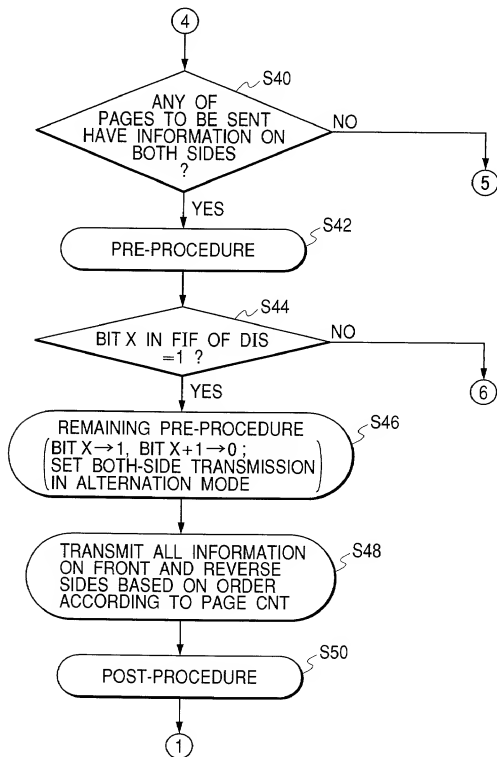 4
S40
ANY OF
PAGES TO BE SENT
HAVE INFORMATION ON
BOTH SIDES
?
NO
5
YES
S42
PRE-PROCEDURE
S44
BIT X IN FIF OF DIS
=1 ?
NO
6
YES
S46
REMAINING PRE-PROCEDURE
(BIT X→1, BIT X+1→0;
SET BOTH-SIDE TRANSMISSION
IN ALTERNATION MODE)
S48
TRANSMIT ALL INFORMATION
ON FRONT AND REVERSE
SIDES BASED ON ORDER
ACCORDING TO PAGE CNT
S50
POST-PROCEDURE
1